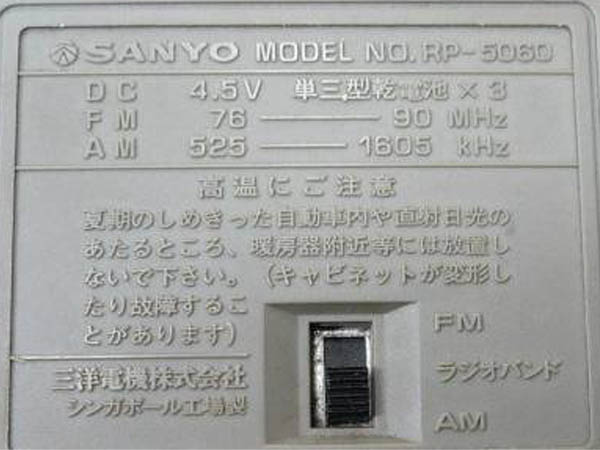 SANYO MODEL NO. RP-5060
DC 4.5V 単三型乾電池×3
FM 76 — 90 MHz
AM 525 — 1605 kHz
高温にご注意
夏期のしめきった自動車内や直射日光の
あたるところ、暖房器附近等には放置し
ないで下さい。(キャビネットが変形し
たり故障するこ
とがあります)
FM
ラジオバンド
AM
三洋電機株式会社
シンガポール工場製